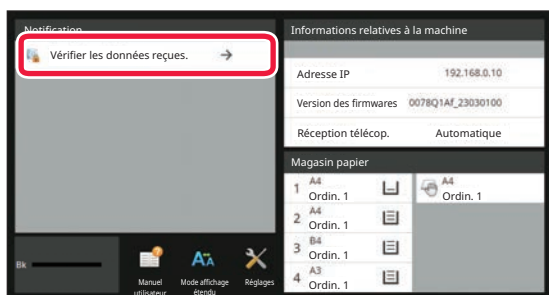 Notification
Vérifier les données reçues.
Informations relatives à la machine
Adresse IP 192.168.0.10
Version des firmwares 0078Q1Af_23030100
Réception télécop. Automatique
Magasin papier
1 A4
Ordin. 1
A4
Ordin. 1
2 A4
Ordin. 1
3 B4
Ordin. 1
4 A3
Ordin. 1
Bk
Manuel
utilisateur
Mode affichage
étendu
Réglages